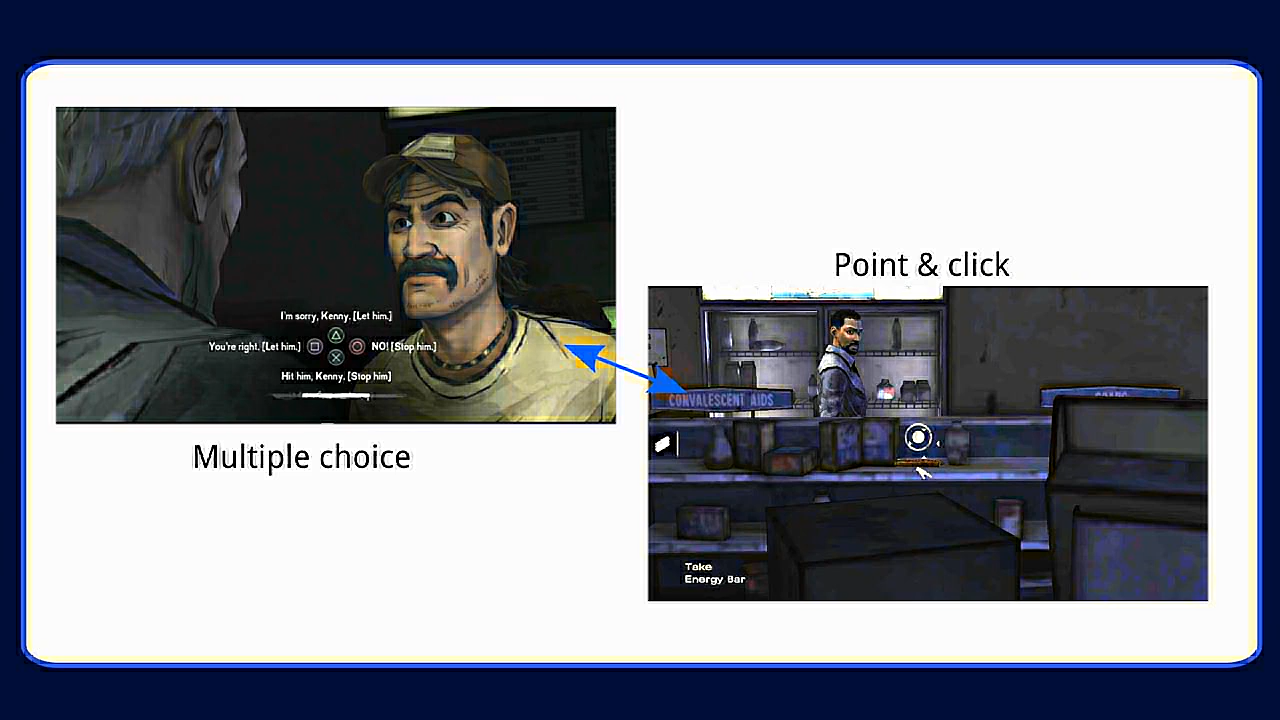 I'm sorry, Kenny. [Let him.]
You're right. [Let him.]
NO! [Stop him.]
Hit him, Kenny. [Stop him]
Multiple choice
Point & click
CONVALESCENT AIDS
Take
Energy Bar